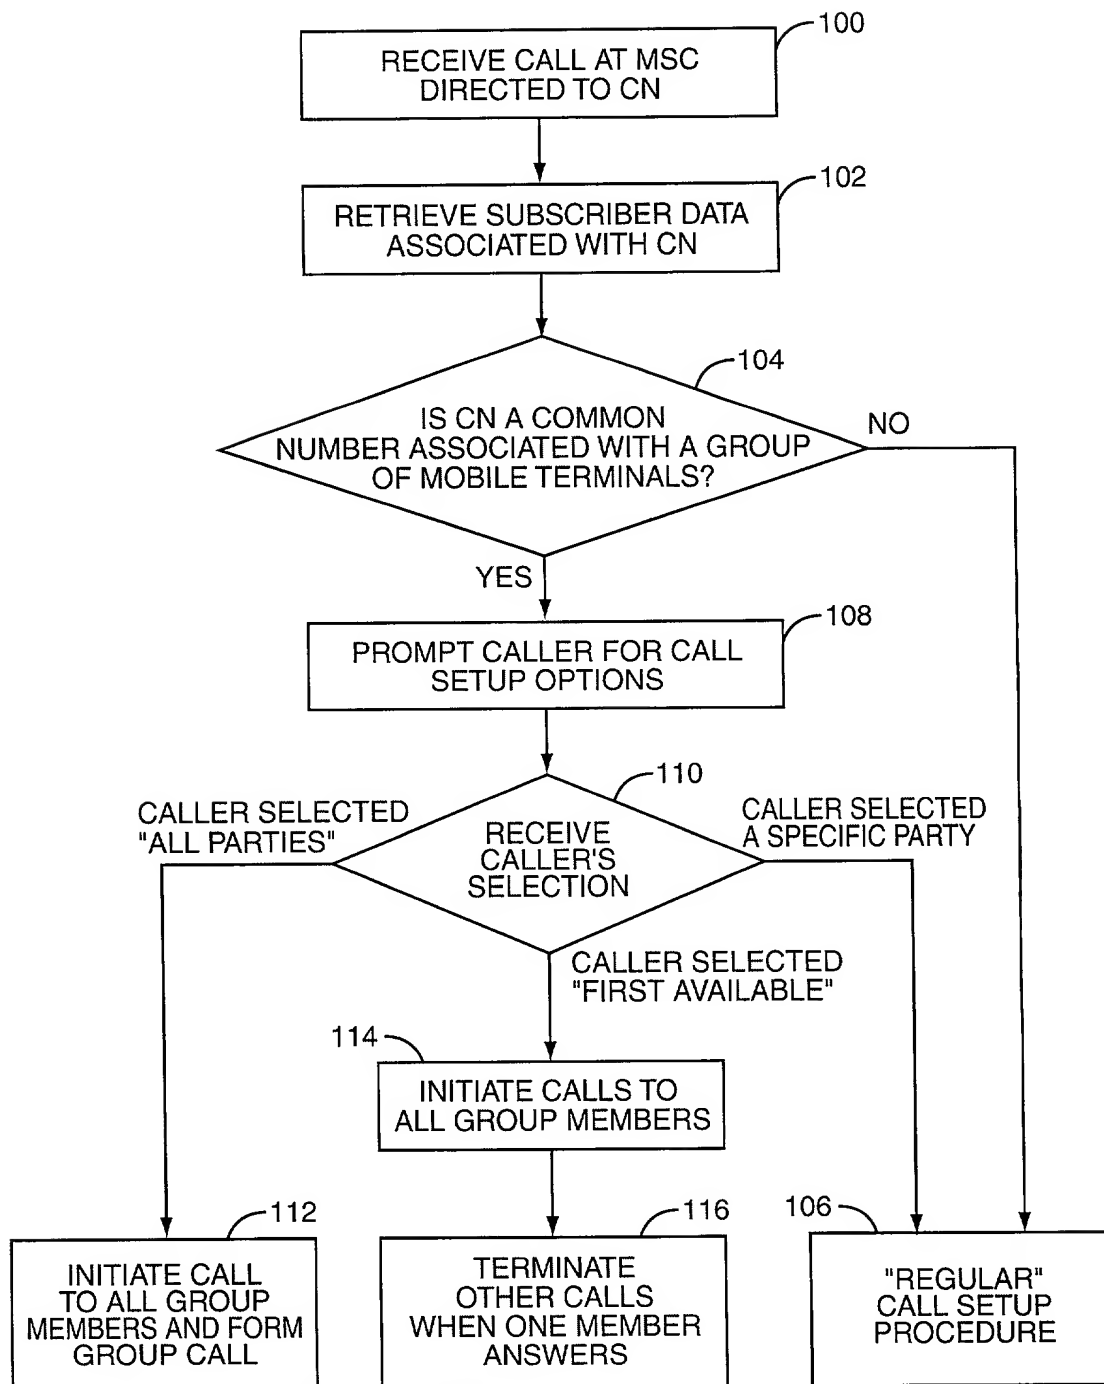 100
RECEIVE CALL AT MSC
DIRECTED TO CN
102
RETRIEVE SUBSCRIBER DATA
ASSOCIATED WITH CN
104
IS CN A COMMON
NUMBER ASSOCIATED WITH A GROUP
OF MOBILE TERMINALS?
NO
YES
108
PROMPT CALLER FOR CALL
SETUP OPTIONS
110
RECEIVE
CALLER'S
SELECTION
CALLER SELECTED
"ALL PARTIES"
CALLER SELECTED
A SPECIFIC PARTY
CALLER SELECTED
"FIRST AVAILABLE"
114
INITIATE CALLS TO
ALL GROUP MEMBERS
112
INITIATE CALL
TO ALL GROUP
MEMBERS AND FORM
GROUP CALL
116
TERMINATE
OTHER CALLS
WHEN ONE MEMBER
ANSWERS
106
"REGULAR"
CALL SETUP
PROCEDURE